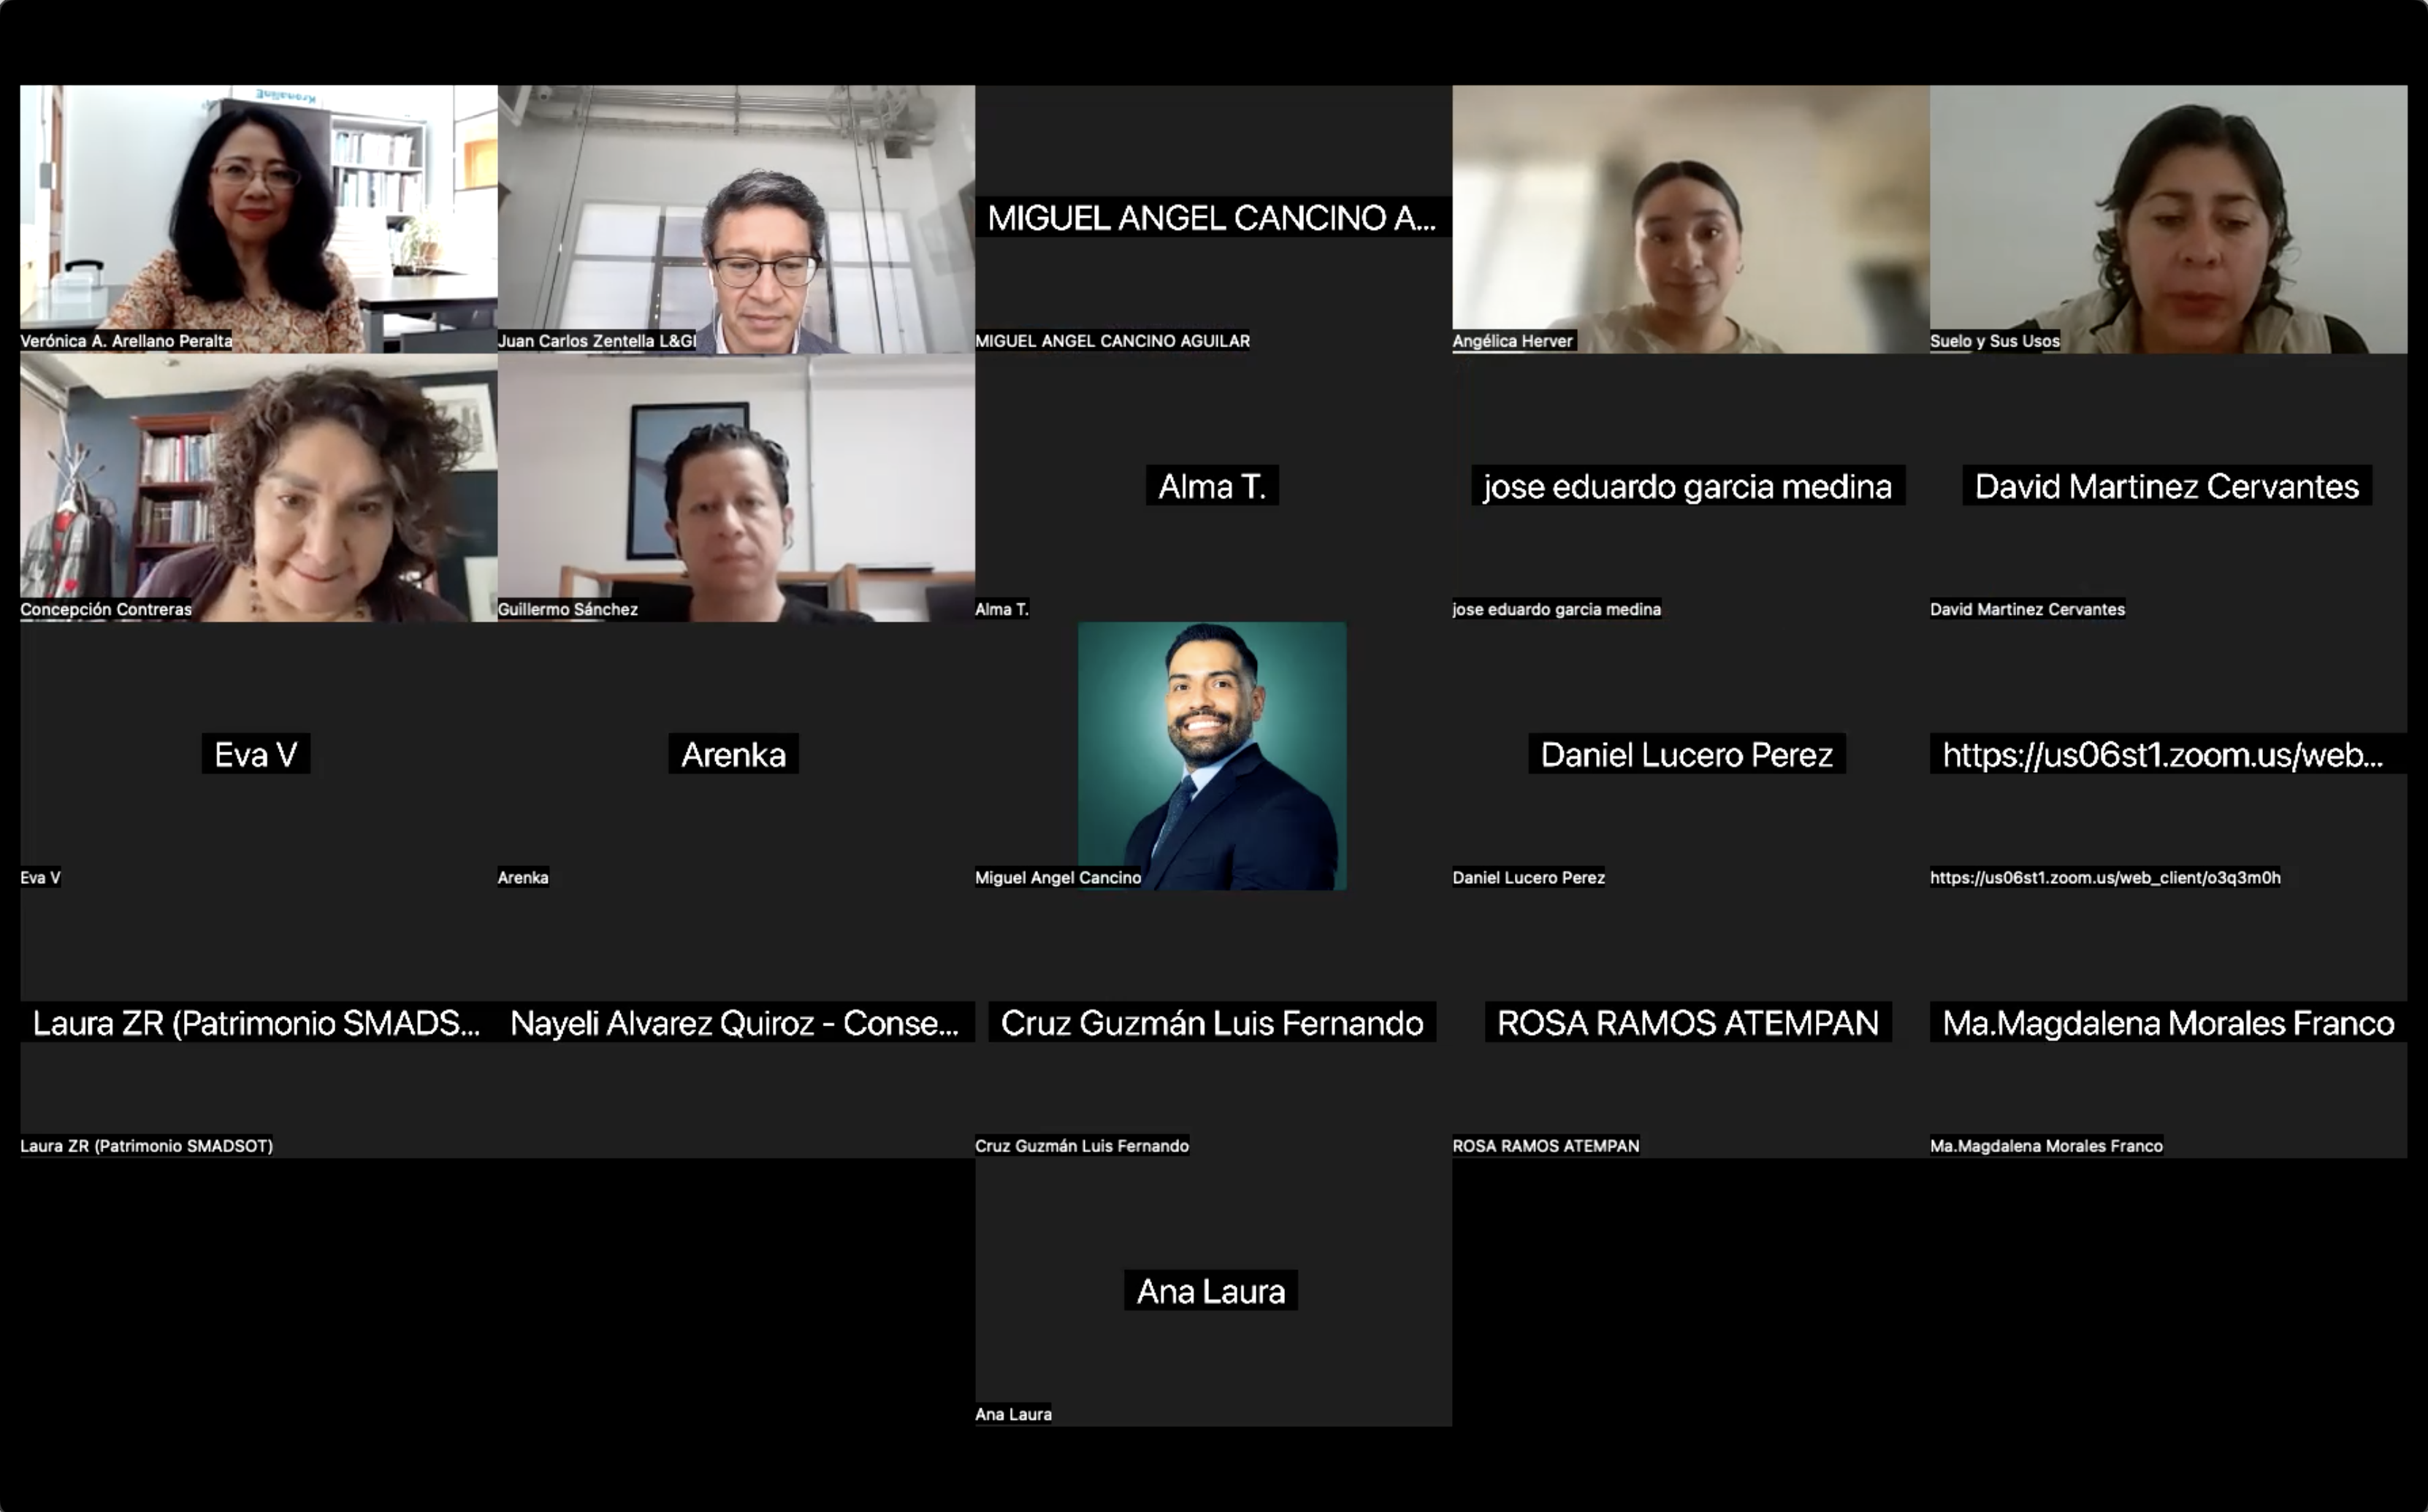 Kronaline
Verónica A. Arellano Peralta
Juan Carlos Zentella L&GI
MIGUEL ANGEL CANCINO A...
MIGUEL ANGEL CANCINO AGUILAR
Angélica Herver
Suelo y Sus Usos
Concepción Contreras
Guillermo Sánchez
Alma T.
Alma T.
jose eduardo garcia medina
jose eduardo garcia medina
David Martinez Cervantes
David Martinez Cervantes
Eva V
Eva V
Arenka
Arenka
Miguel Angel Cancino
Daniel Lucero Perez
Daniel Lucero Perez
https://us06st1.zoom.us/web...
https://us06st1.zoom.us/web_client/o3q3m0h
Laura ZR (Patrimonio SMADS...
Laura ZR (Patrimonio SMADSOT)
Nayeli Alvarez Quiroz - Conse...
Cruz Guzmán Luis Fernando
Cruz Guzmán Luis Fernando
ROSA RAMOS ATEMPAN
ROSA RAMOS ATEMPAN
Ma.Magdalena Morales Franco
Ma.Magdalena Morales Franco
Ana Laura
Ana Laura